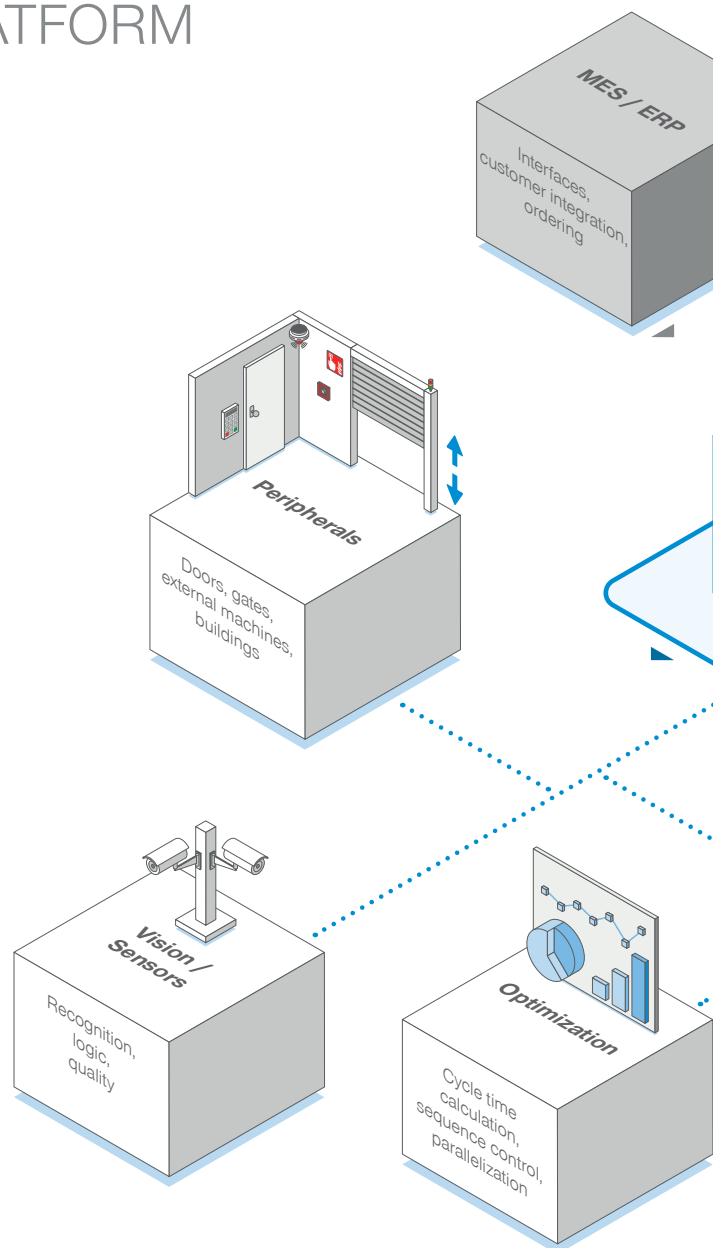 ATFORM
MES / ERP
Interfaces,
customer integration,
ordering
Peripherals
Doors, gates,
external machines,
buildings
Vision /
Sensors
Recognition,
logic,
quality
Optimization
Cycle time
calculation,
sequence control,
parallelization